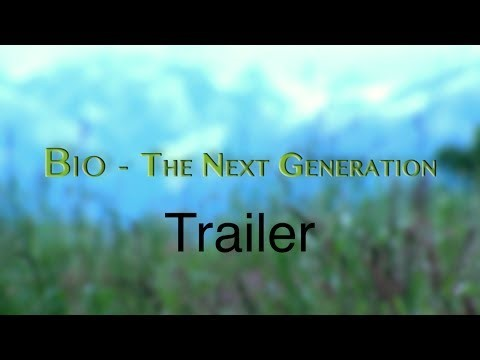 Bio - The Next Generation
Trailer